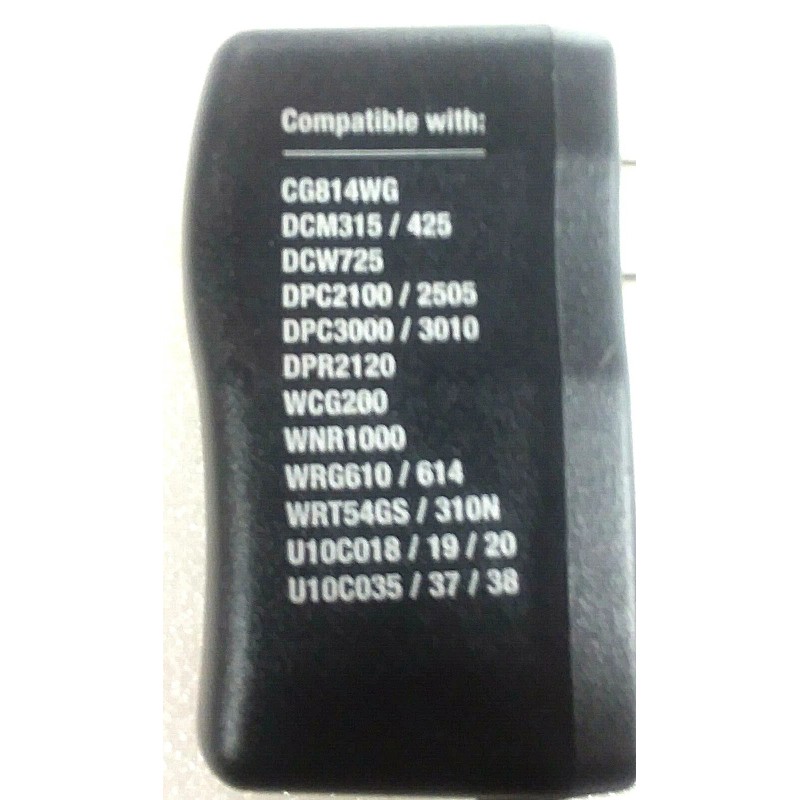 Compatible with:
CG814WG
DCM315 / 425
DCW725
DPC2100 / 2505
DPC3000 / 3010
DPR2120
WCG200
WNR1000
WRG610 / 614
WRT54GS / 310N
U10C018 / 19 / 20
U10C035 / 37 / 38